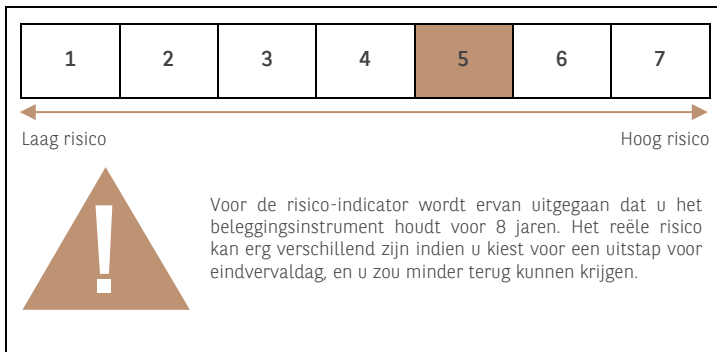 1 2 3 4 5 6 7
Laag risico Hoog risico
!
Voor de risico-indicator wordt ervan uitgegaan dat u het
beleggingsinstrument houdt voor 8 jaren. Het reële risico
kan erg verschillend zijn indien u kiest voor een uitstap voor
eindvervaldag, en u zou minder terug kunnen krijgen.